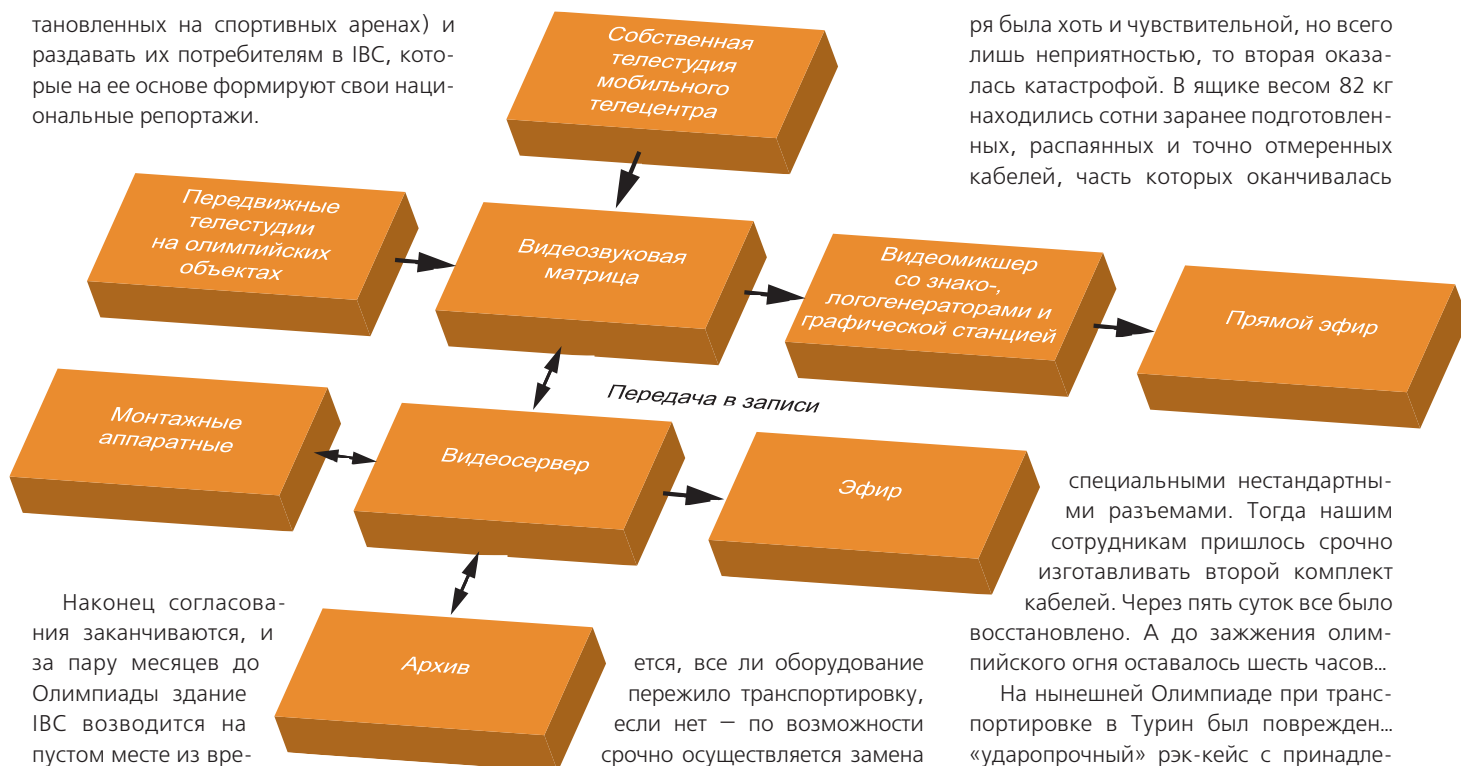 тановленных на спортивных аренах) и
раздавать их потребителям в IBC, кото-
рые на ее основе формируют свои наци-
ональные репортажи.
Собственная
телестудия
мобильного
телецентра
ря была хоть и чувствительной, но всего
лишь неприятностью, то вторая оказа-
лась катастрофой. В ящике весом 82 кг
находились сотни заранее подготовлен-
ных, распаянных и точно отмеренных
кабелей, часть которых оканчивалась
Передвижные
телестудии
на олимпийских
объектах
Видеозвуковая
матрица
Видеомикшер
со знако-,
логогенераторами и
графической станцией
Прямой эфир
Передача в записи
Монтажные
аппаратные
Видеосервер
Эфир
Архив
Наконец согласова-
ния заканчиваются, и
за пару месяцев до
Олимпиады здание
IBC возводится на
пустом месте из вре-
ется, все ли оборудование
пережило транспортировку,
если нет – по возможности
срочно осуществляется замена
специальными нестандартны-
ми разъемами. Тогда нашим
сотрудникам пришлось срочно
изготавливать второй комплект
кабелей. Через пять суток все было
восстановлено. А до зажжения олим-
пийского огня оставалось шесть часов...
На нынешней Олимпиаде при транс-
портировке в Турин был поврежден...
«ударопрочный» рэк-кейс с принадле-